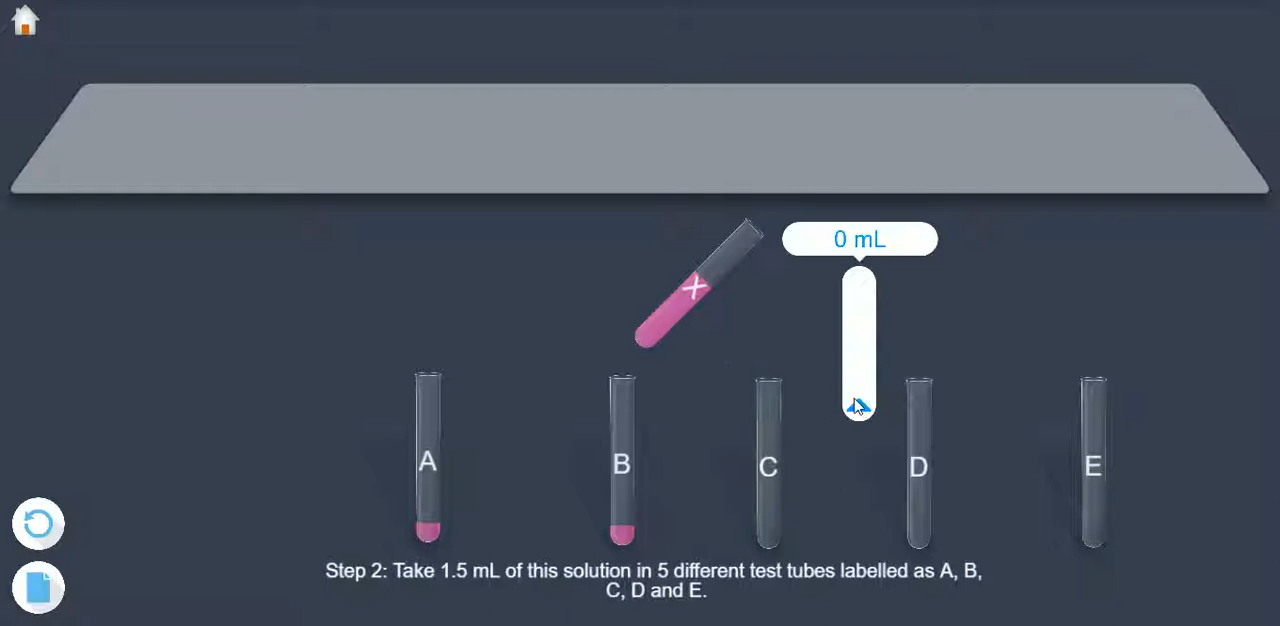 0 mL
X
A
B
C
D
E
Step 2: Take 1.5 mL of this solution in 5 different test tubes labelled as A, B,
C, D and E.